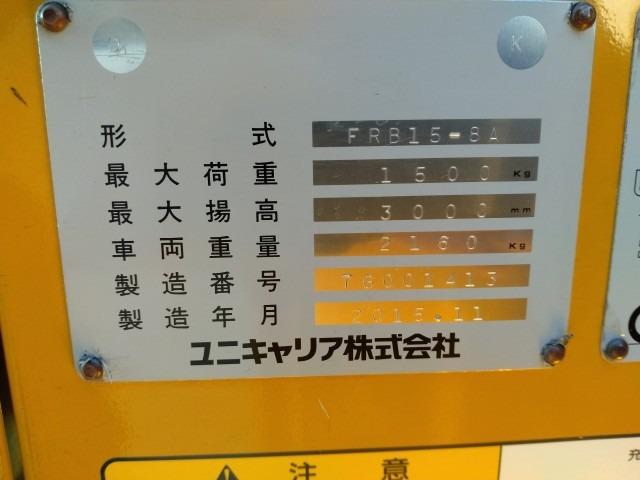 K
形式 FRB15-8A
最大荷重 1500 Kg
最大揚高 3000 mm
車両重量 2160 Kg
製造番号 7G001413
製造年月 2015.11
ユニキャリア株式会社
注意
充